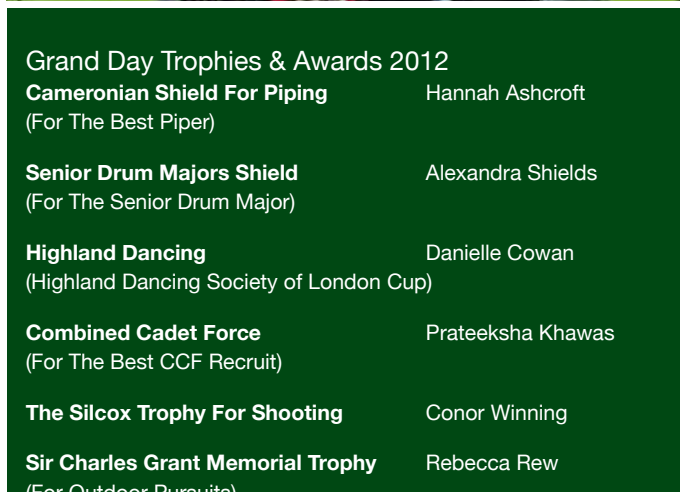 Grand Day Trophies & Awards 2012
Cameronian Shield For Piping Hannah Ashcroft
(For The Best Piper)
Senior Drum Majors Shield Alexandra Shields
(For The Senior Drum Major)
Highland Dancing Danielle Cowan
(Highland Dancing Society of London Cup)
Combined Cadet Force Prateeksha Khawas
(For The Best CCF Recruit)
The Silcox Trophy For Shooting Conor Winning
Sir Charles Grant Memorial Trophy Rebecca Rew
(For Outdoor Pursuits)